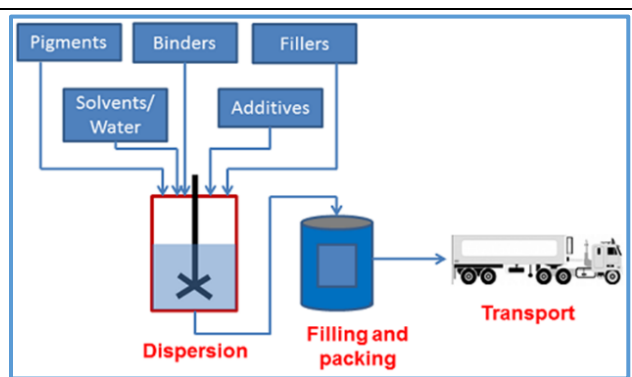 Pigments
Binders
Fillers
Solvents/
Water
Additives
Dispersion
Filling and
packing
Transport